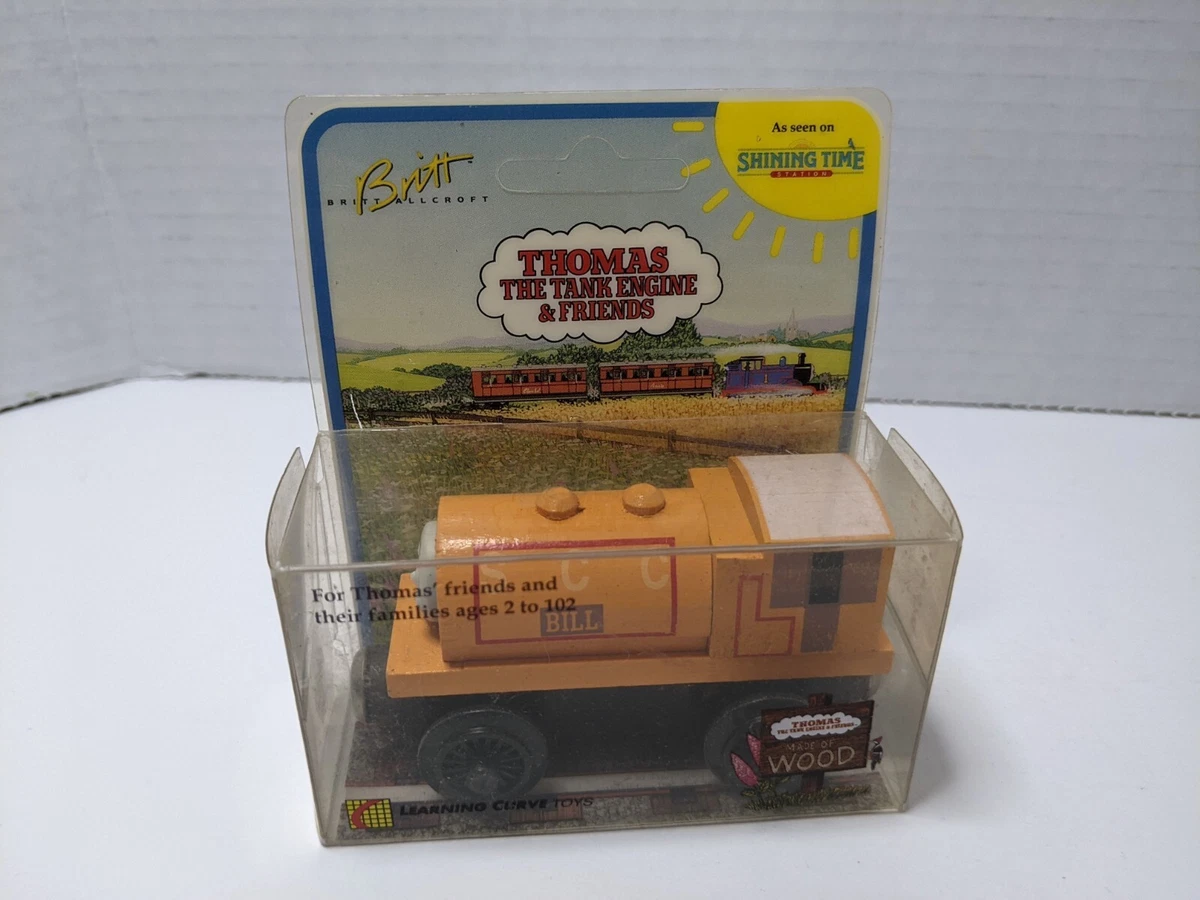 Britt
BRITT ALLCROFT
As seen on
SHINING TIME
STATION
THOMAS
THE TANK ENGINE
& FRIENDS
1
S C C
For Thomas' friends and
their families ages 2 to 102
BILL
THOMAS
THE TANK ENGINE & FRIENDS
MADE OF
WOOD
LEARNING CURVE TOYS